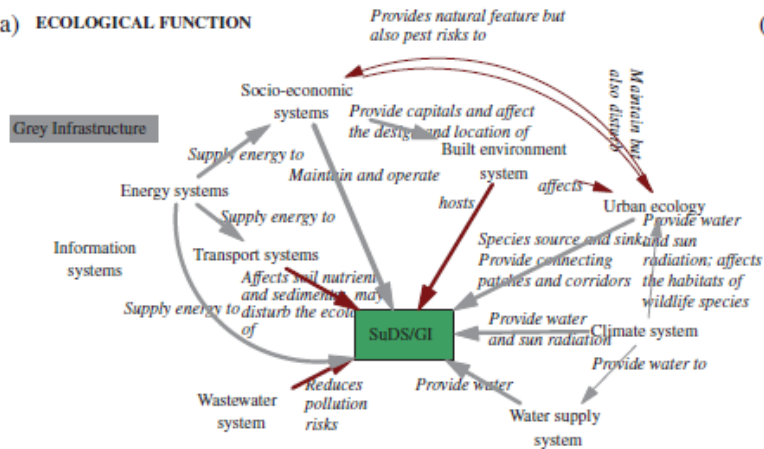 a) ECOLOGICAL FUNCTION
(
Provides natural feature but
also pest risks to
Maintain but
also disturb
Socio-economic
systems
Grey Infrastructure
Provide capitals and affect
the design and location of
Built environment
system
Supply energy to
Maintain and operate
affects
Energy systems
hosts
Urban ecology
Supply energy to
Provide water
and sun
radiation; affects
the habitats of
wildlife species
Species source and sink
Provide connecting
patches and corridors
Information
systems
Transport systems
Affects soil nutrient
and sediments, may
disturb the ecology
of
Supply energy to
SuDS/GI
Provide water
and sun radiation
Climate system
Provide water to
Wastewater
system
Reduces
pollution
risks
Provide water
Water supply
system